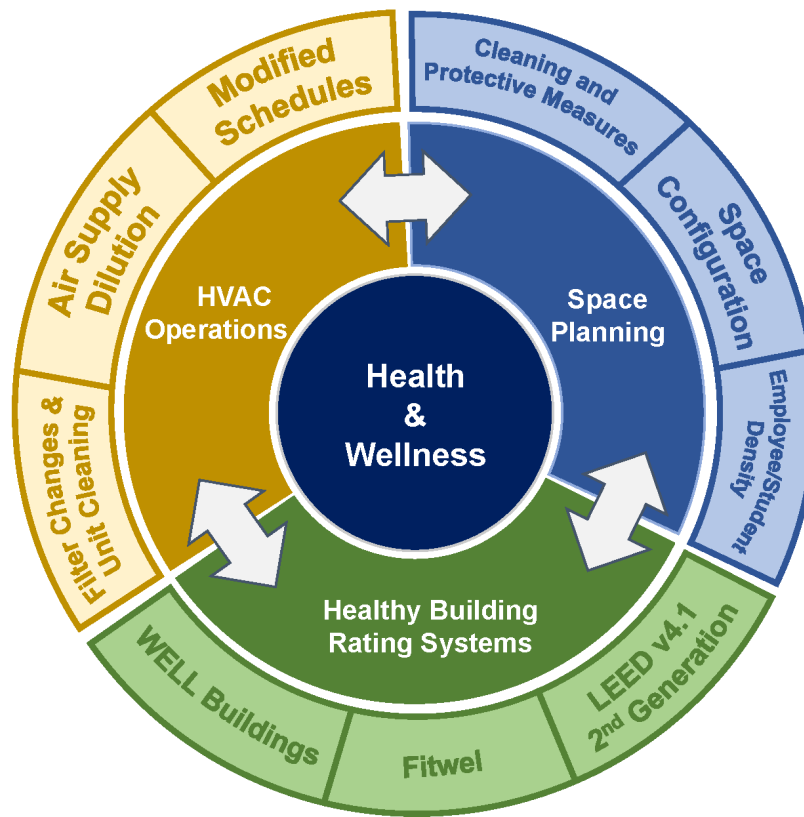 Modified
Schedules
Cleaning and
Protective Measures
Air Supply
Dilution
Space
Configuration
HVAC
Operations
Space
Planning
Health
&
Wellness
Filter Changes &
Unit Cleaning
Employee/Student
Density
Healthy Building
Rating Systems
WELL Buildings
Fitwel
LEED v4.1
2nd Generation